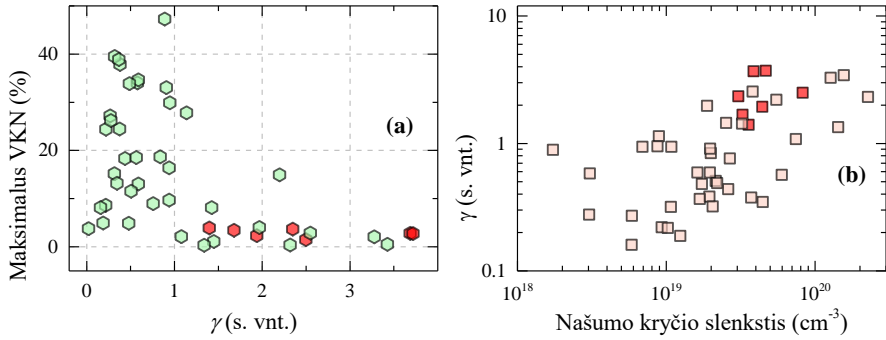 Maksimalus VKN (%)
40
20
0
(a)
0 1 2 3
γ (s. vnt.)
γ (s. vnt.)
10
1
0.1
(b)
10^18 10^19 10^20
Našumo kryčio slenkstis (cm^-3)